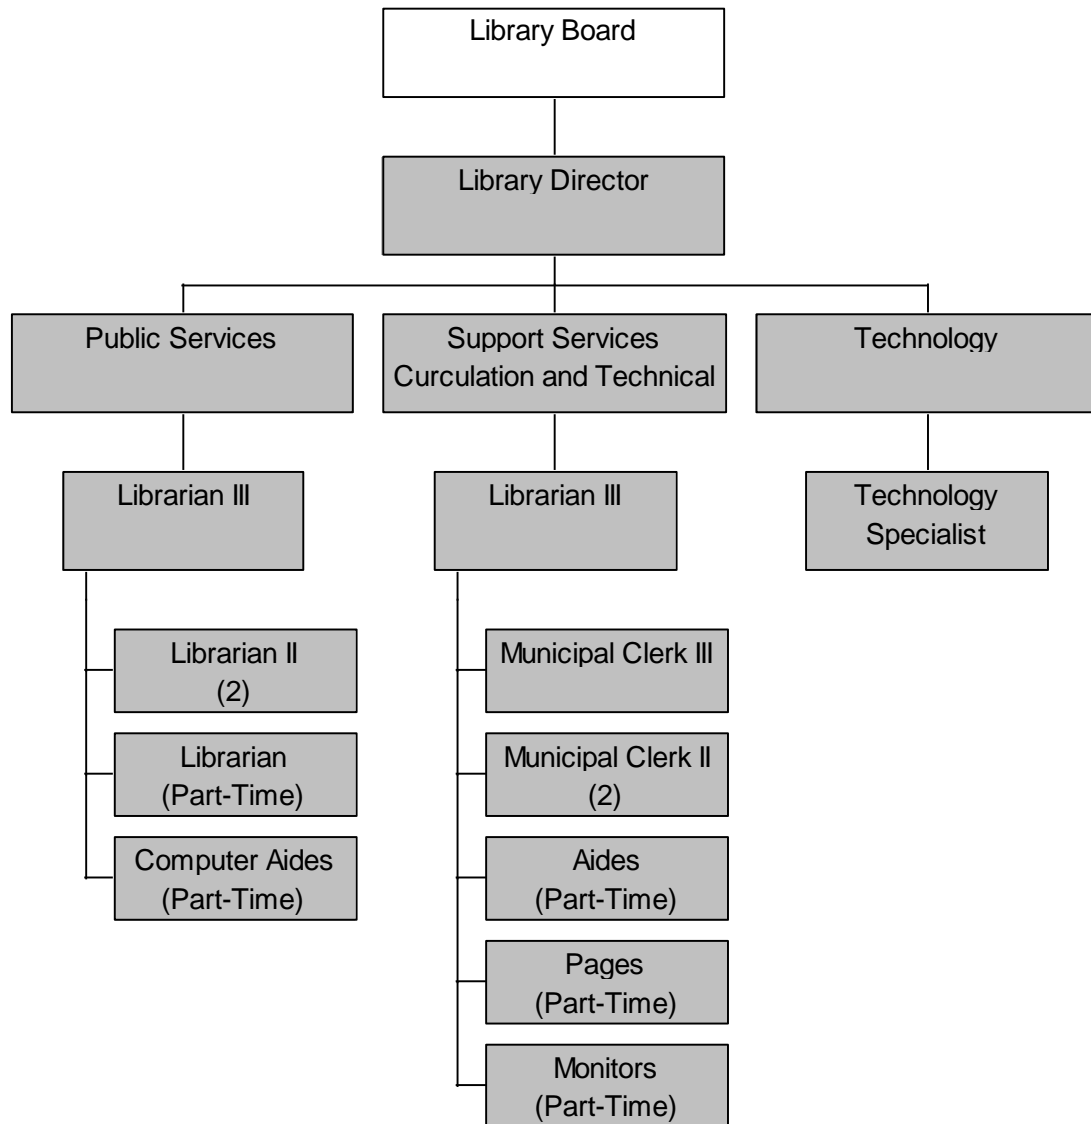 Library Board
Library Director
Public Services
Support Services
Curculation and Technical
Technology
Librarian III
Librarian III
Technology
Specialist
Librarian II
(2)
Librarian
(Part-Time)
Computer Aides
(Part-Time)
Municipal Clerk III
Municipal Clerk II
(2)
Aides
(Part-Time)
Pages
(Part-Time)
Monitors
(Part-Time)